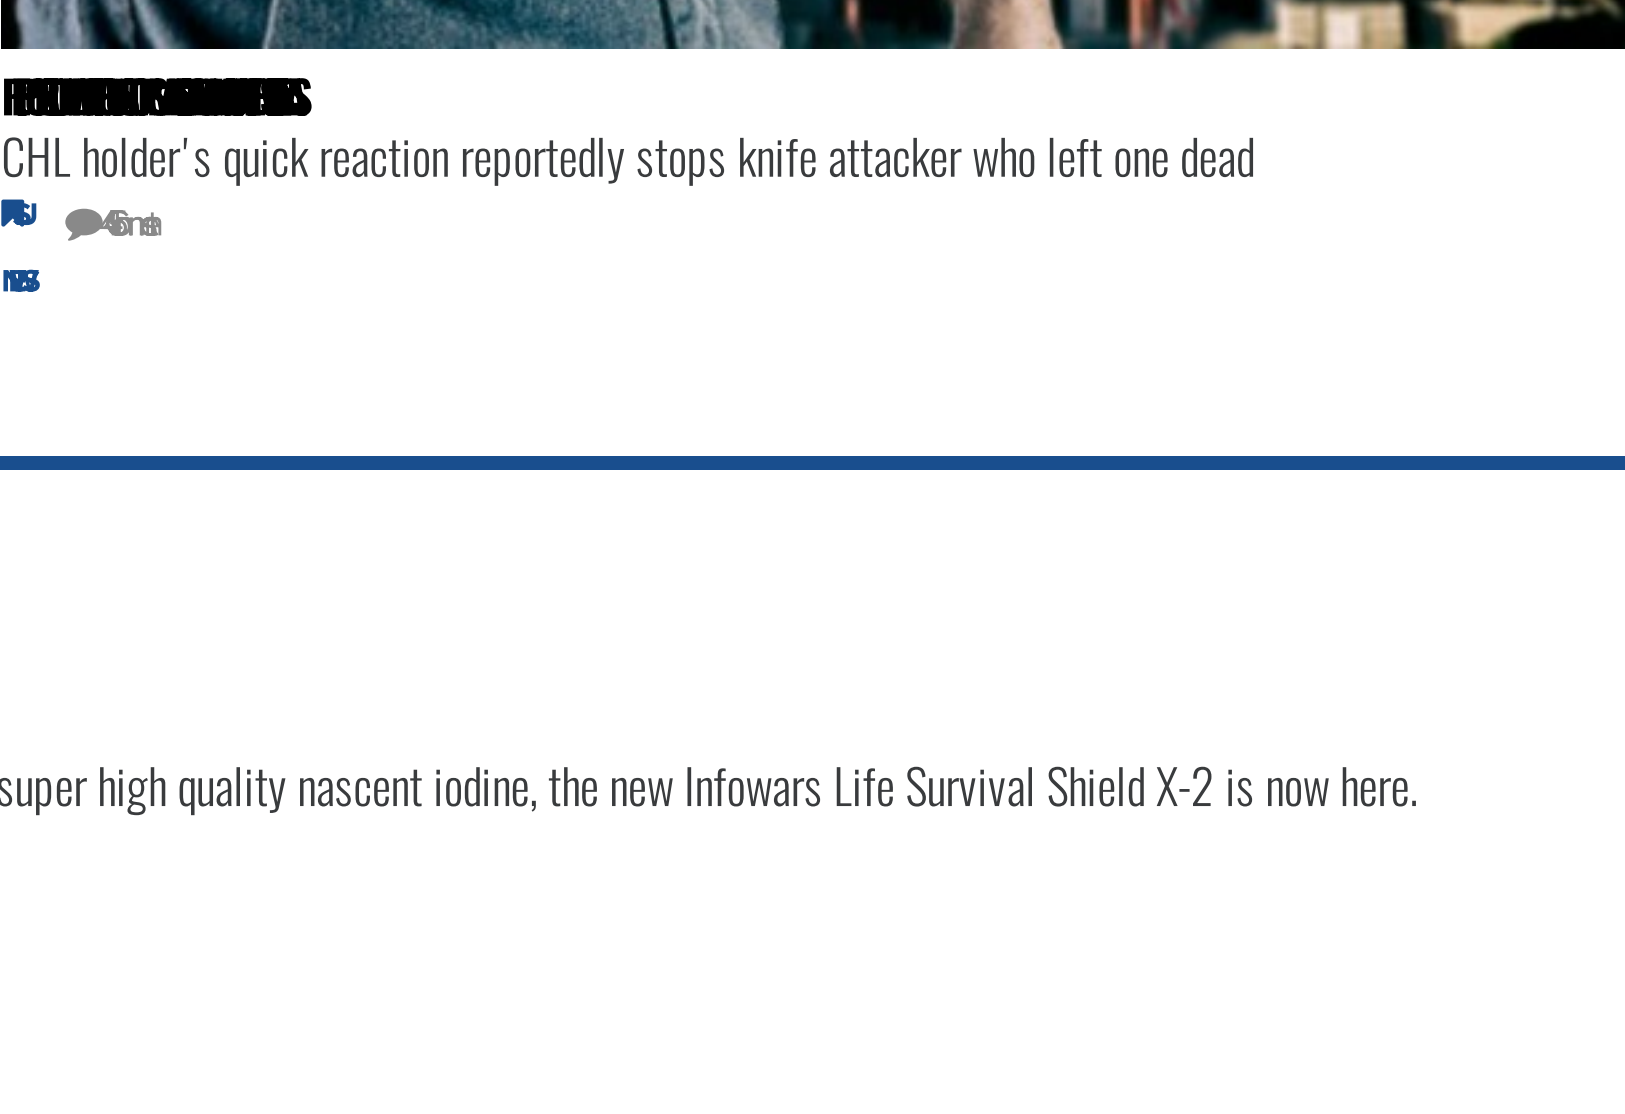 CHL holder's quick reaction reportedly stops knife attacker who left one dead
super high quality nascent iodine, the new Infowars Life Survival Shield X-2 is now here.